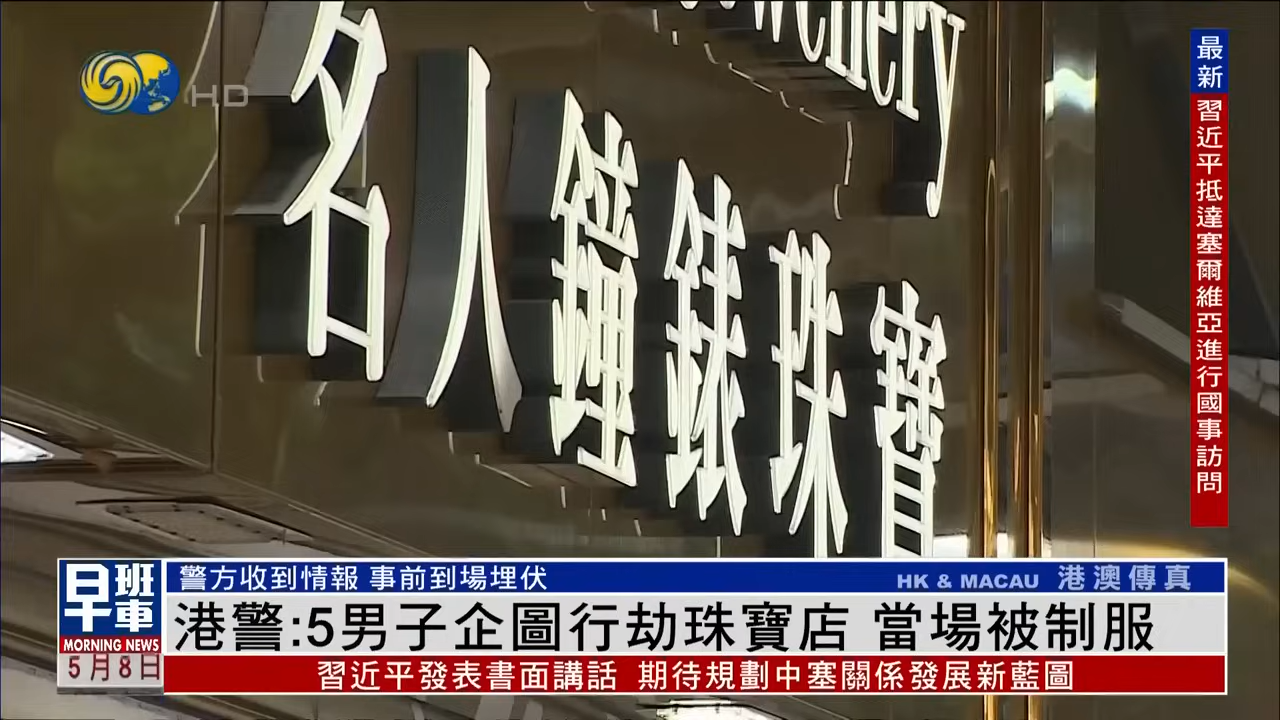 Jewellery
名人鐘錶珠寶
HD
最新
習近平抵達塞爾維亞進行國事訪問
早班車
MORNING NEWS
5月8日
警方收到情報 事前到場埋伏
HK & MACAU 港澳傳真
港警:5男子企圖行劫珠寶店 當場被制服
習近平發表書面講話 期待規劃中塞關係發展新藍圖